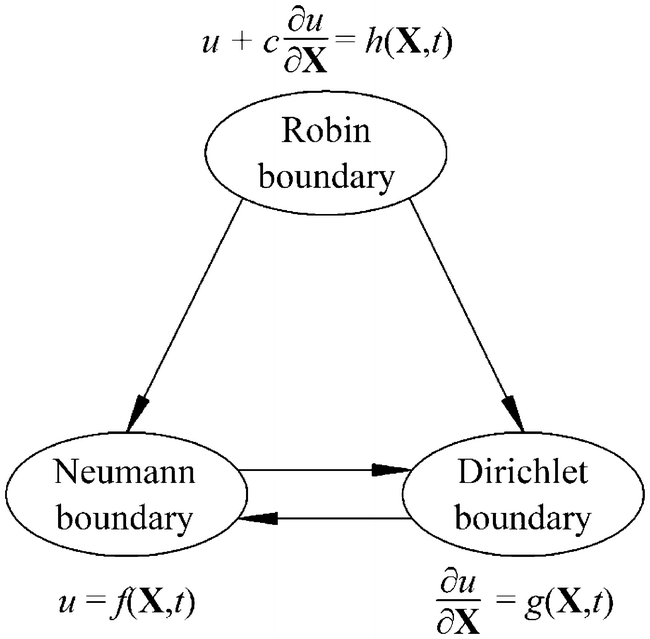 u + c ∂u/∂X = h(X,t)
Robin
boundary
Neumann
boundary
Dirichlet
boundary
u = f(X,t)
∂u/∂X = g(X,t)